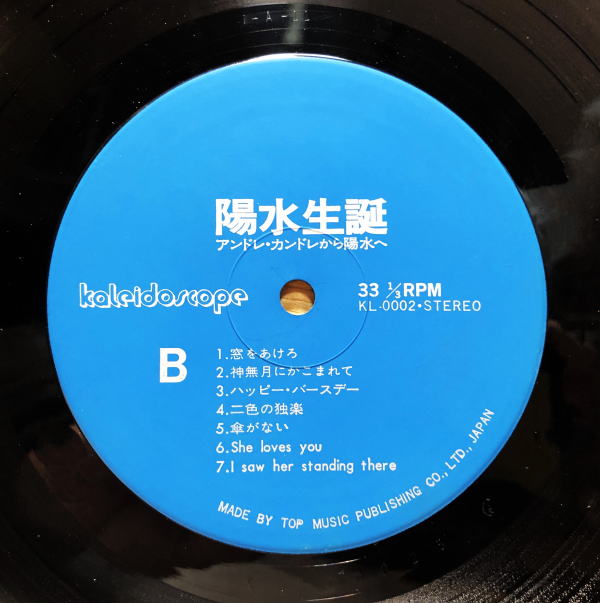 陽水生誕
アンドレ・カンドレから陽水へ
kaleidoscope
33 1/3 RPM
KL-0002・STEREO
B
1.窓をあけろ
2.神無月にかこまれて
3.ハッピー・バースデー
4.二色の独楽
5.傘がない
6.She loves you
7.I saw her standing there
MADE BY TOP MUSIC PUBLISHING CO., LTD., JAPAN